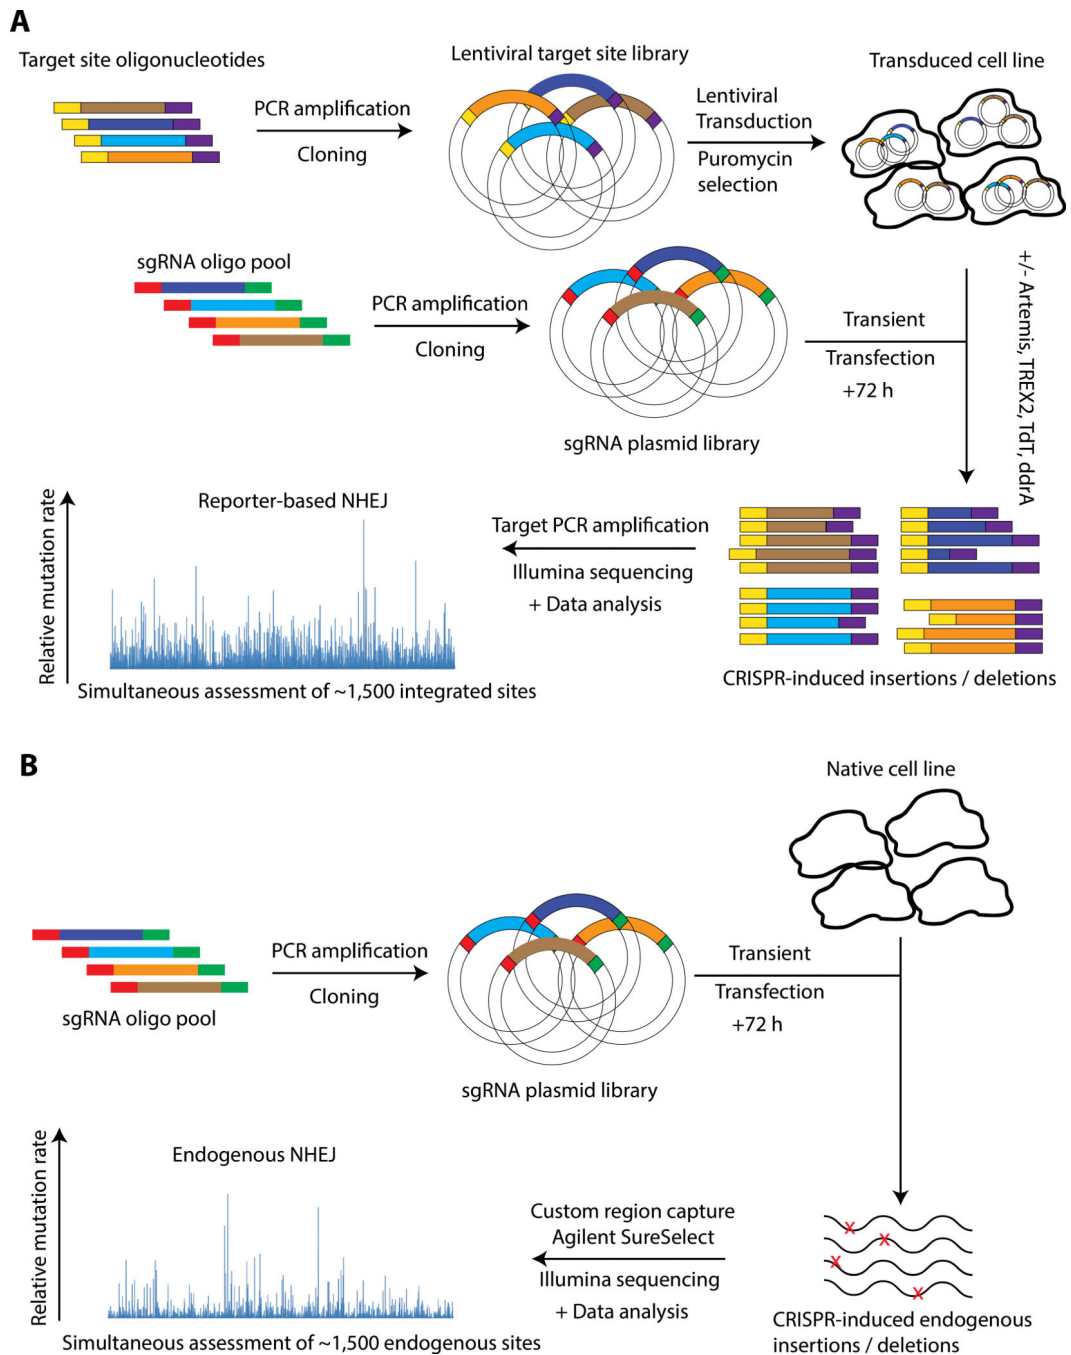 A
Target site oligonucleotides
PCR amplification
Cloning
Lentiviral target site library
Lentiviral
Transduction
Puromycin
selection
Transduced cell line
sgRNA oligo pool
PCR amplification
Cloning
sgRNA plasmid library
Transient
Transfection
+72 h
+/- Artemis, TREX2, TdT, ddrA
Relative mutation rate
Reporter-based NHEJ
Simultaneous assessment of ~1,500 integrated sites
Target PCR amplification
Illumina sequencing
+ Data analysis
CRISPR-induced insertions / deletions
B
Native cell line
sgRNA oligo pool
PCR amplification
Cloning
sgRNA plasmid library
Transient
Transfection
+72 h
Relative mutation rate
Endogenous NHEJ
Simultaneous assessment of ~1,500 endogenous sites
Custom region capture
Agilent SureSelect
Illumina sequencing
+ Data analysis
X
X
X
X
CRISPR-induced endogenous
insertions / deletions